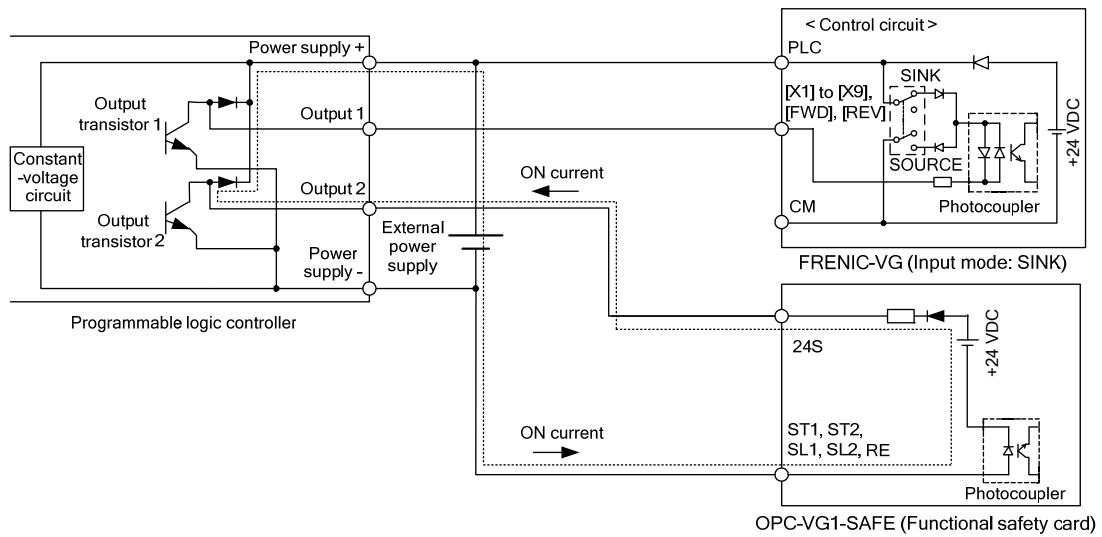 Power supply +
Output
transistor 1
Output 1
Constant
-voltage
circuit
Output 2
Output
transistor 2
Power
supply -
Programmable logic controller
External
power
supply
ON current
ON current
< Control circuit >
PLC
SINK
[X1] to [X9],
[FWD], [REV]
SOURCE
+24 VDC
Photocoupler
CM
FRENIC-VG (Input mode: SINK)
24S
+24 VDC
ST1, ST2,
SL1, SL2, RE
Photocoupler
OPC-VG1-SAFE (Functional safety card)